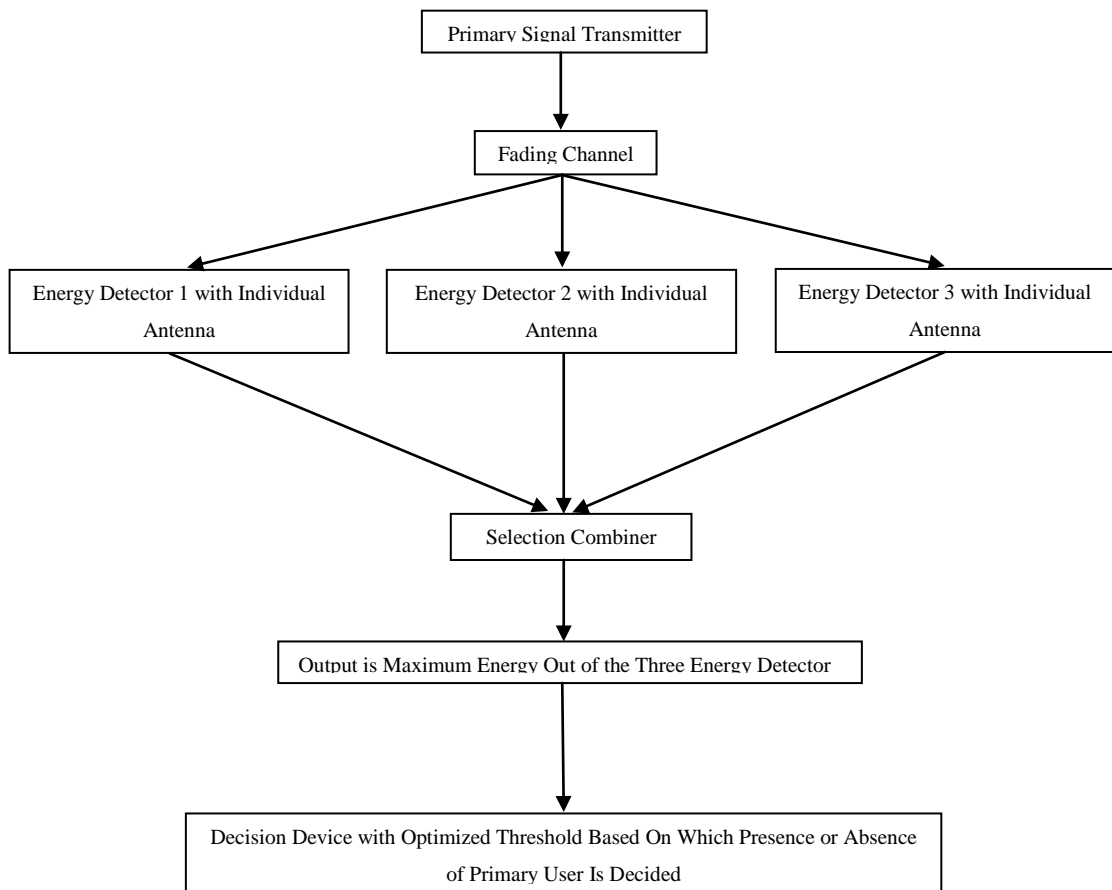 Primary Signal Transmitter
Fading Channel
Energy Detector 1 with Individual
Antenna
Energy Detector 2 with Individual
Antenna
Energy Detector 3 with Individual
Antenna
Selection Combiner
Output is Maximum Energy Out of the Three Energy Detector
Decision Device with Optimized Threshold Based On Which Presence or Absence
of Primary User Is Decided